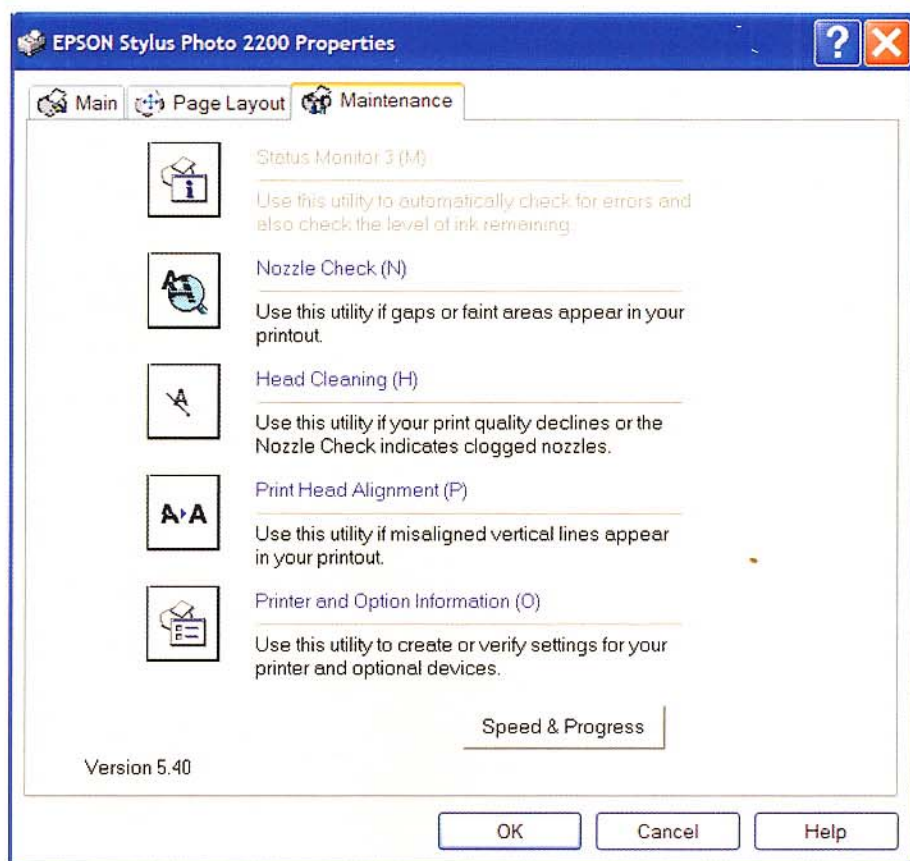 EPSON Stylus Photo 2200 Properties
Main
Page Layout
Maintenance
Status Monitor 3 (M)
Use this utility to automatically check for errors and
also check the level of ink remaining.
Nozzle Check (N)
Use this utility if gaps or faint areas appear in your
printout.
Head Cleaning (H)
Use this utility if your print quality declines or the
Nozzle Check indicates clogged nozzles.
Print Head Alignment (P)
A›A
Use this utility if misaligned vertical lines appear
in your printout.
Printer and Option Information (O)
Use this utility to create or verify settings for your
printer and optional devices.
Speed & Progress
Version 5.40
OK
Cancel
Help